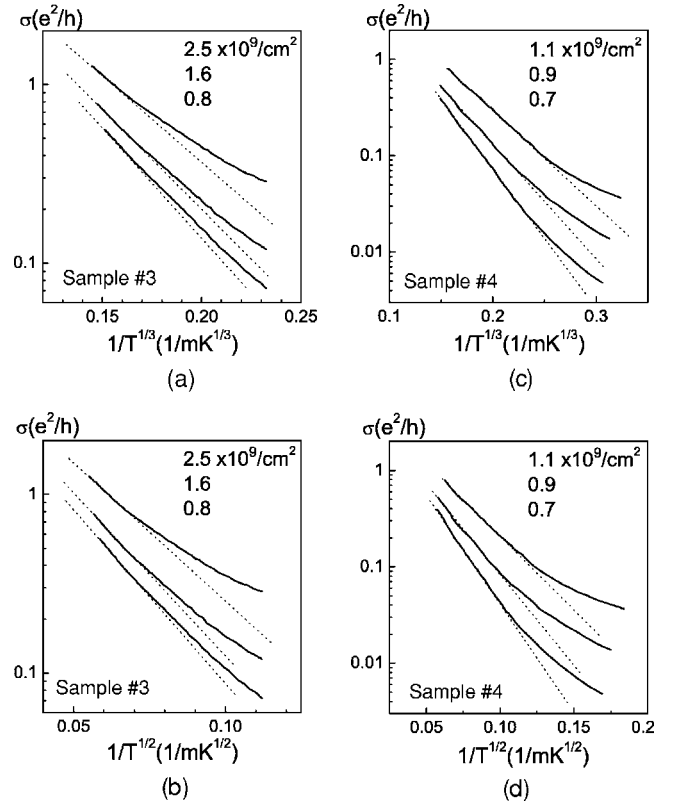 σ(e²/h)
2.5 x10⁹/cm²
1.6
0.8
1
0.1
Sample #3
0.15 0.20 0.25
1/T^1/3(1/mK^1/3)
(a)
σ(e²/h)
1.1 x10⁹/cm²
0.9
0.7
1
0.1
0.01
Sample #4
0.1 0.2 0.3
1/T^1/3(1/mK^1/3)
(c)
σ(e²/h)
2.5 x10⁹/cm²
1.6
0.8
1
0.1
Sample #3
0.05 0.10
1/T^1/2(1/mK^1/2)
(b)
σ(e²/h)
1.1 x10⁹/cm²
0.9
0.7
1
0.1
0.01
Sample #4
0.05 0.10 0.15 0.2
1/T^1/2(1/mK^1/2)
(d)